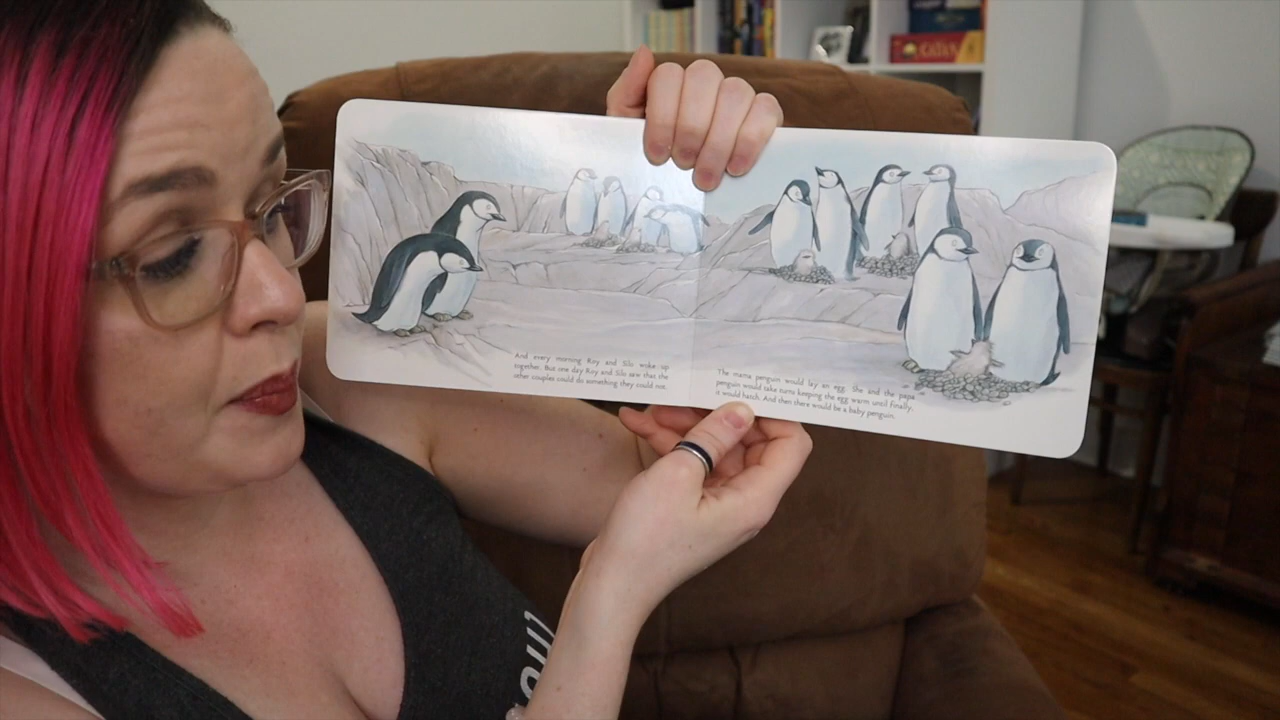 CATAN
And every morning Roy and Silo woke up
together. But one day Roy and Silo saw that the
other couples could do something they could not.
The mama penguin would lay an egg. She and the papa
penguin would take turns keeping the egg warm until finally,
it would hatch. And then there would be a baby penguin.